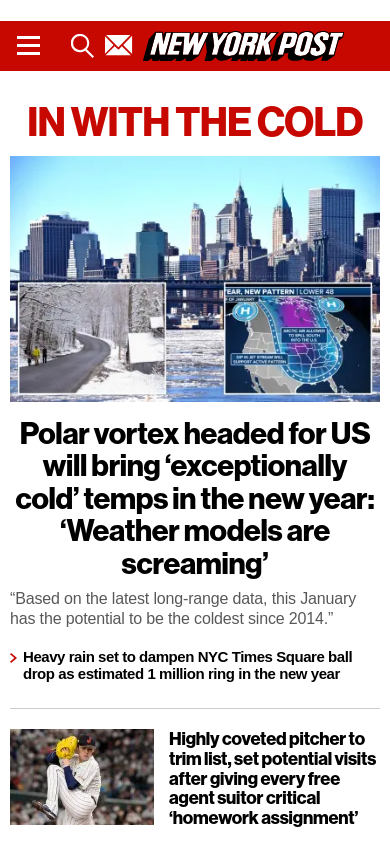 NEW YORK POST
IN WITH THE COLD
YEAR, NEW PATTERN | LOWER 48
OF JANUARY
H
H
ARCTIC AIR ALLOWED
TO SPILL SOUTH
INTO THE U.S.
DIP IN JET STREAM WILL
SUPPORT ACTIVE PATTERN
Polar vortex headed for US
will bring ‘exceptionally
cold’ temps in the new year:
‘Weather models are
screaming’
“Based on the latest long-range data, this January
has the potential to be the coldest since 2014.”
Heavy rain set to dampen NYC Times Square ball
drop as estimated 1 million ring in the new year
Highly coveted pitcher to
trim list, set potential visits
after giving every free
agent suitor critical
‘homework assignment’